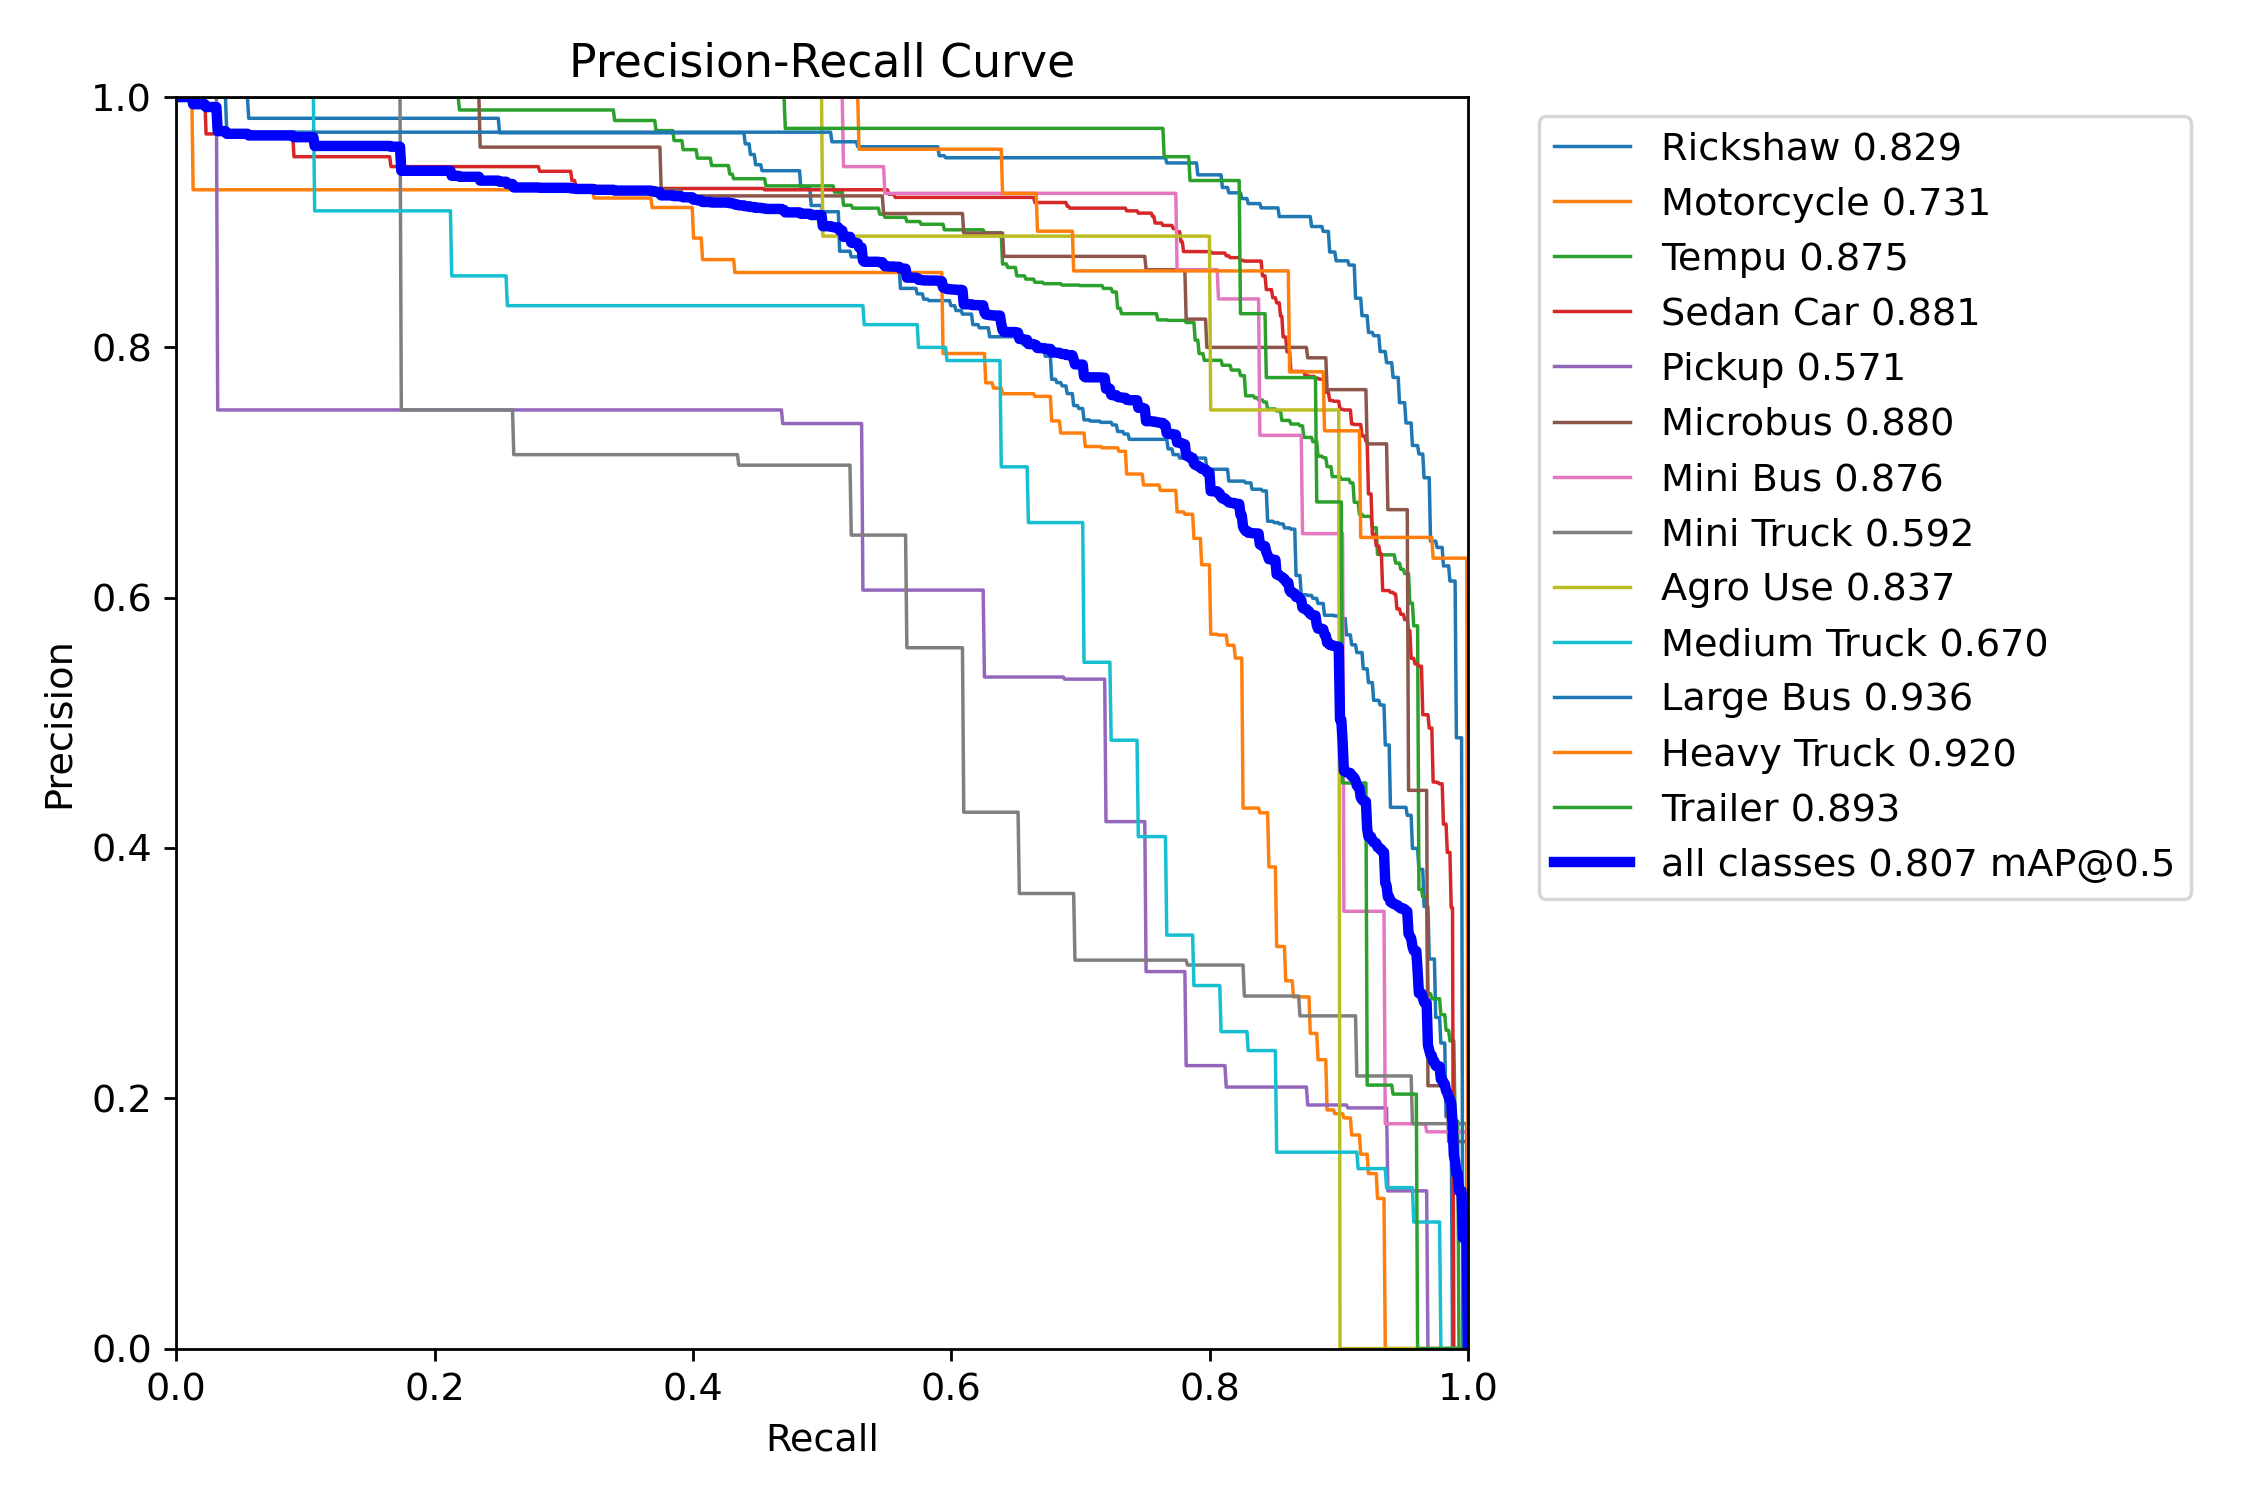 Precision-Recall Curve
1.0
0.8
0.6
0.4
0.2
0.0
Precision
0.0 0.2 0.4 0.6 0.8 1.0
Recall
Rickshaw 0.829
Motorcycle 0.731
Tempu 0.875
Sedan Car 0.881
Pickup 0.571
Microbus 0.880
Mini Bus 0.876
Mini Truck 0.592
Agro Use 0.837
Medium Truck 0.670
Large Bus 0.936
Heavy Truck 0.920
Trailer 0.893
all classes 0.807 mAP@0.5